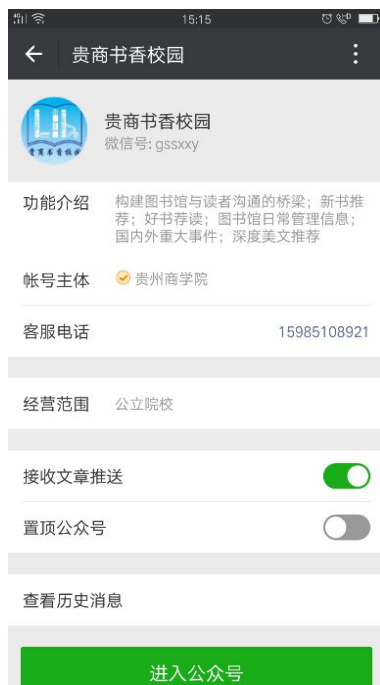 15:15
贵商书香校园
贵商书香校园
微信号: gssxxy
功能介绍
构建图书馆与读者沟通的桥梁；新书推
荐；好书荐读；图书馆日常管理信息；
国内外重大事件；深度美文推荐
帐号主体
贵州商学院
客服电话
15985108921
经营范围
公立院校
接收文章推送
置顶公众号
查看历史消息
进入公众号